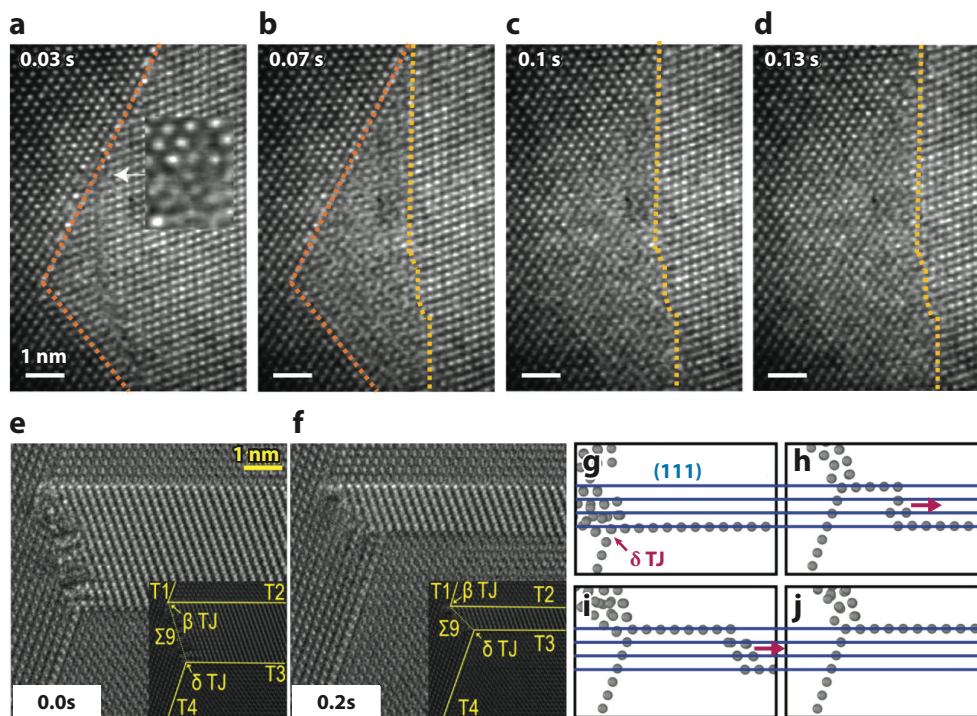 a
b
c
d
0.03 s
0.07 s
0.1 s
0.13 s
1 nm
e
f
g
h
1 nm
(111)
δ TJ
T1
T2
β TJ
Σ9
δ TJ
T3
T4
0.0s
T1
β TJ
T2
Σ9
δ TJ
T3
T4
0.2s
i
j